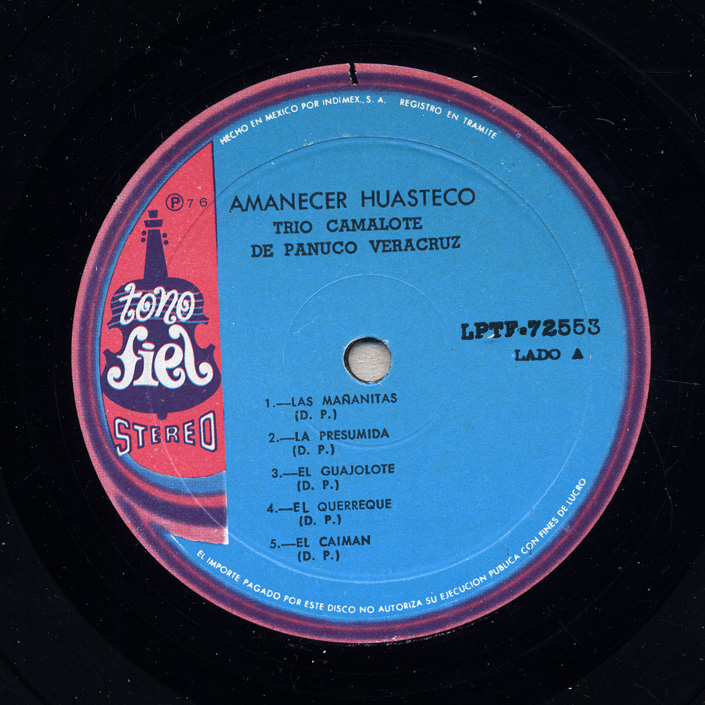 HECHO EN MEXICO POR INDIMEX., S. A. REGISTRO EN TRAMITE
Ⓟ 76
AMANECER HUASTECO
TRIO CAMALOTE
DE PANUCO VERACRUZ
tono
fiel
STEREO
LPTF-72553
LADO A
1.—LAS MAÑANITAS
(D. P.)
2.—LA PRESUMIDA
(D. P.)
3.—EL GUAJOLOTE
(D. P.)
4.—EL QUERREQUE
(D. P.)
5.—EL CAIMAN
(D. P.)
EL IMPORTE PAGADO POR ESTE DISCO NO AUTORIZA SU EJECUCION PUBLICA CON FINES DE LUCRO